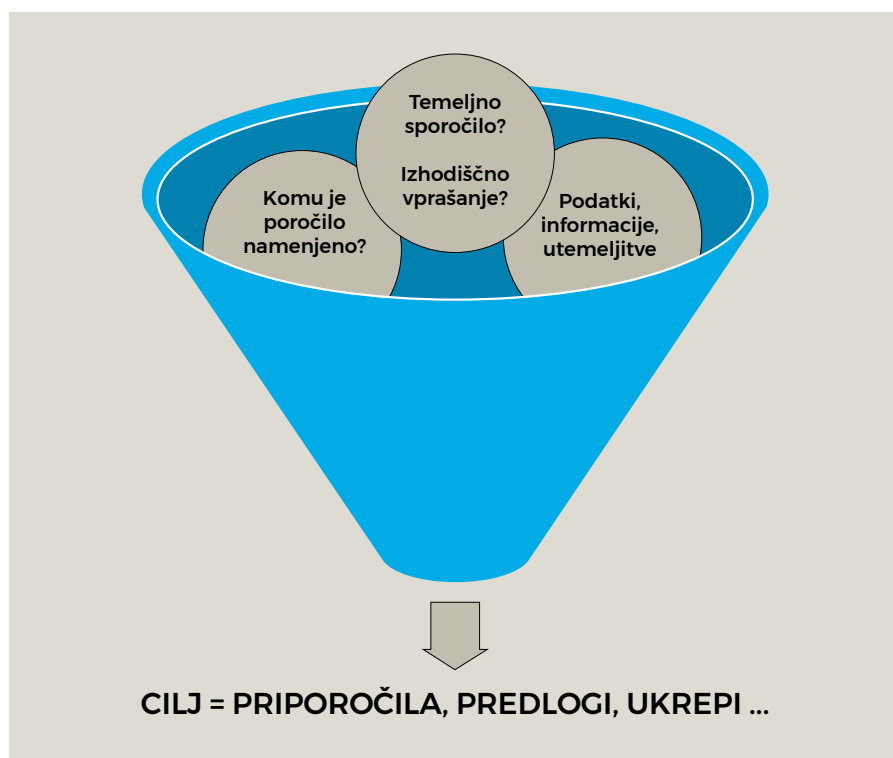 Temeljno
sporočilo?
Izhodiščno
vprašanje?
Komu je
poročilo
namenjeno?
Podatki,
informacije,
utemeljitve
CILJ = PRIPOROČILA, PREDLOGI, UKREPI ...